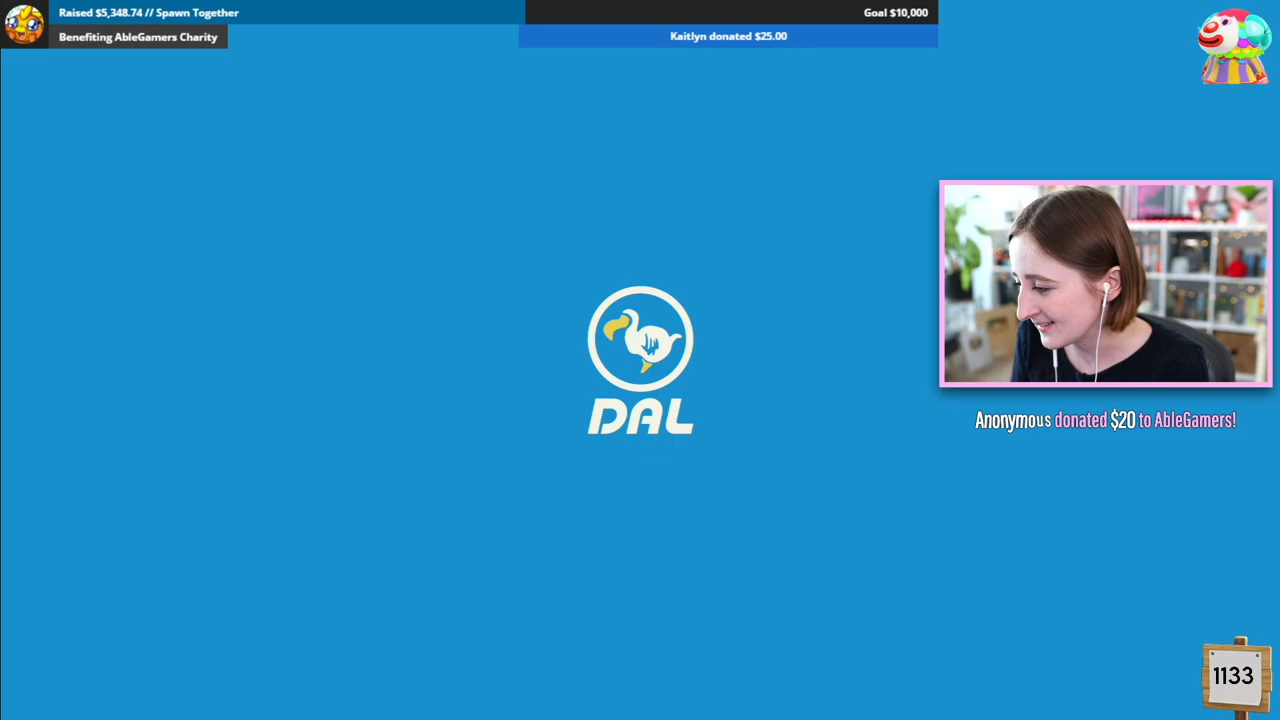 Raised $5,348.74 // Spawn Together
Goal $10,000
Benefiting AbleGamers Charity
Kaitlyn donated $25.00
DAL
Anonymous donated $20 to AbleGamers!
1133